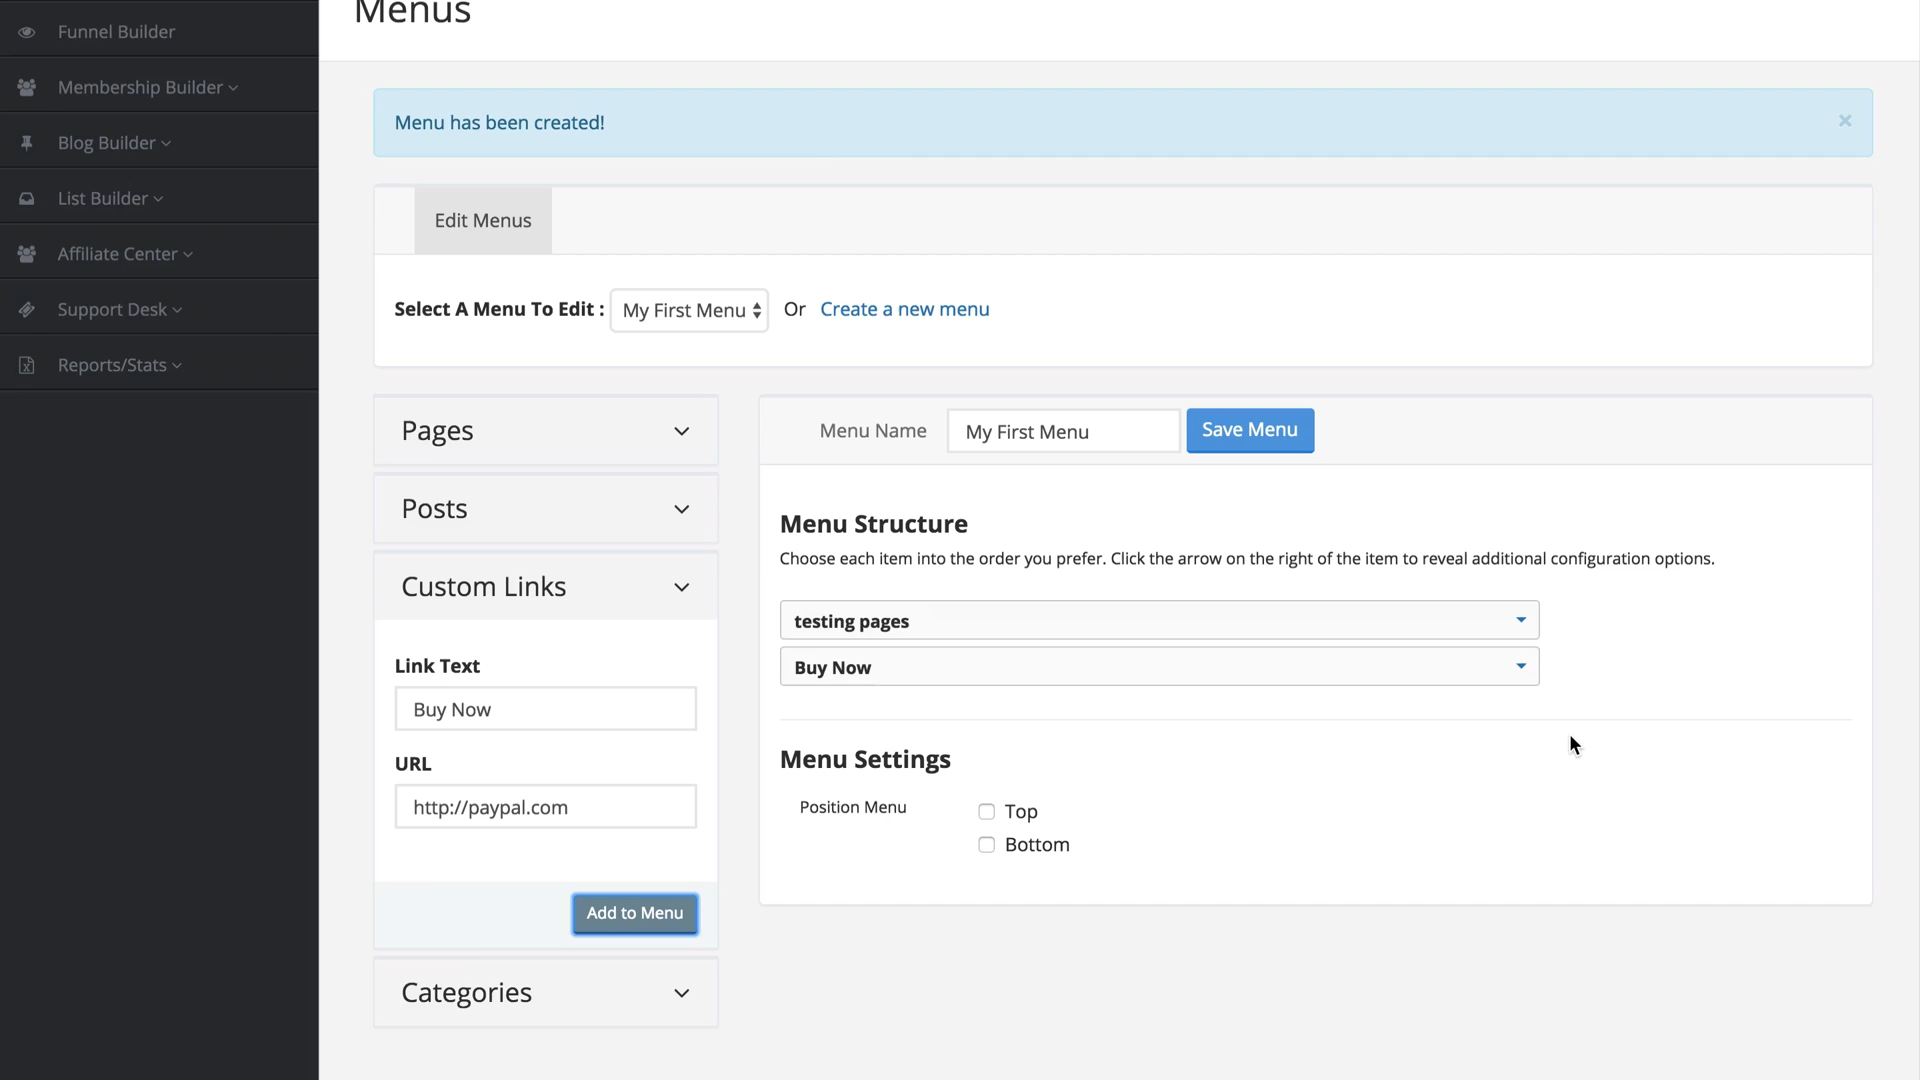 Menus
Funnel Builder
Membership Builder
Blog Builder
List Builder
Affiliate Center
Support Desk
Reports/Stats
Menu has been created!
×
Edit Menus
Select A Menu To Edit : My First Menu Or Create a new menu
Pages
Posts
Custom Links
Link Text
Buy Now
URL
http://paypal.com
Add to Menu
Categories
Menu Name My First Menu Save Menu
Menu Structure
Choose each item into the order you prefer. Click the arrow on the right of the item to reveal additional configuration options.
testing pages
Buy Now
Menu Settings
Position Menu Top
Bottom